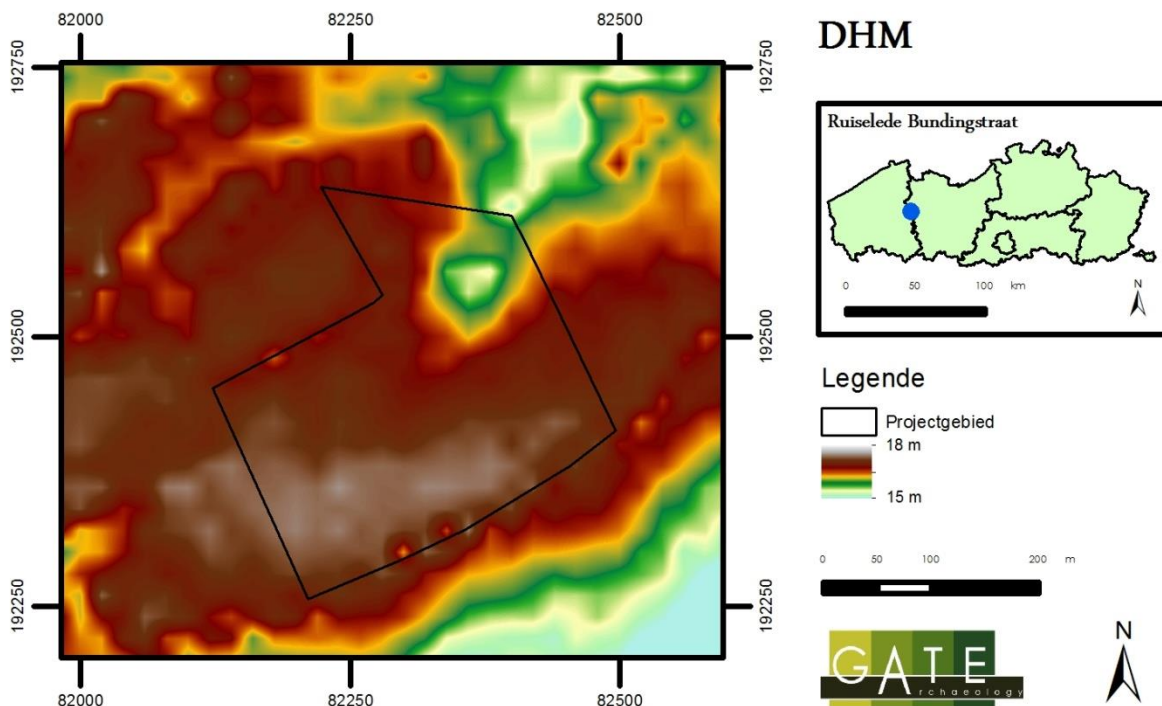 82000 82250 82500
192750 192750
192500 192500
192250 192250
82000 82250 82500
DHM
Ruiselede Bundingstraat
0 50 100 km
N
Legende
Projectgebied
18 m
15 m
0 50 100 200 m
GATE
rchaeology
N